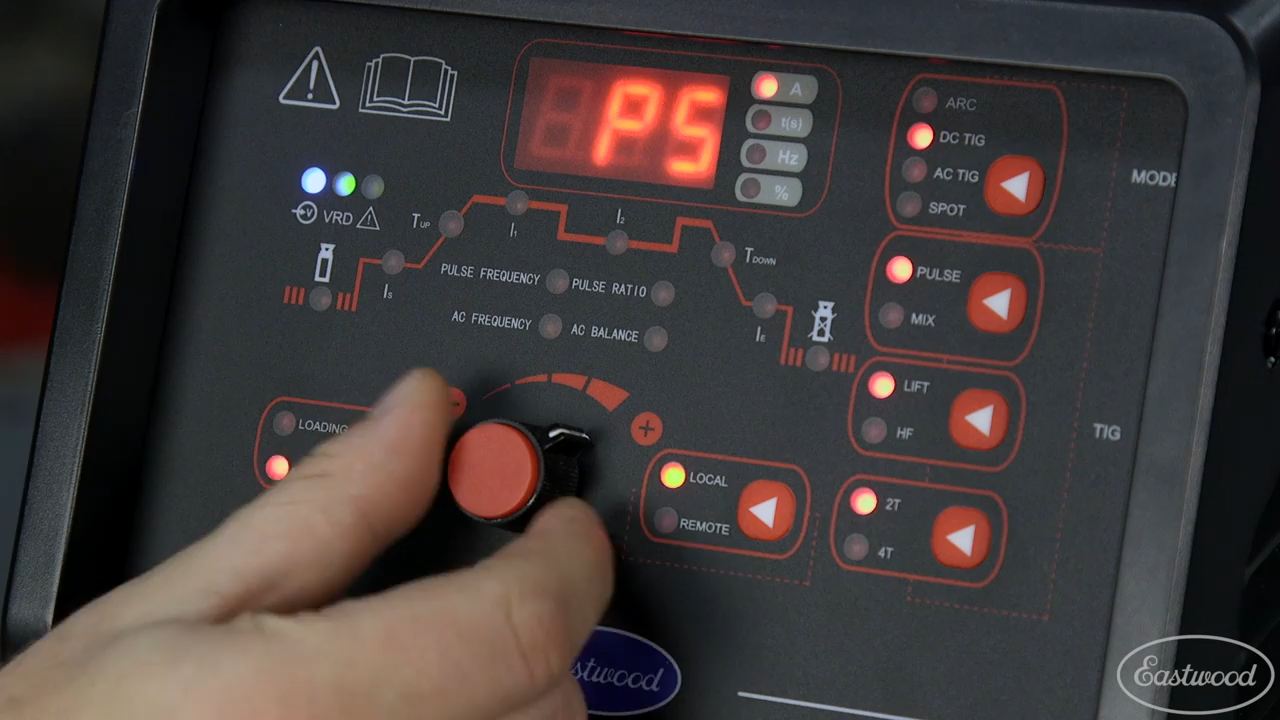 PS
A
t(s)
Hz
%
ARC
DC TIG
AC TIG
SPOT
MODE
VRD
TUP
I1
I2
TDOWN
IS
IE
PULSE FREQUENCY
PULSE RATIO
AC FREQUENCY
AC BALANCE
PULSE
MIX
LIFT
HF
TIG
LOADING
LOCAL
REMOTE
2T
4T
stwood
Eastwood